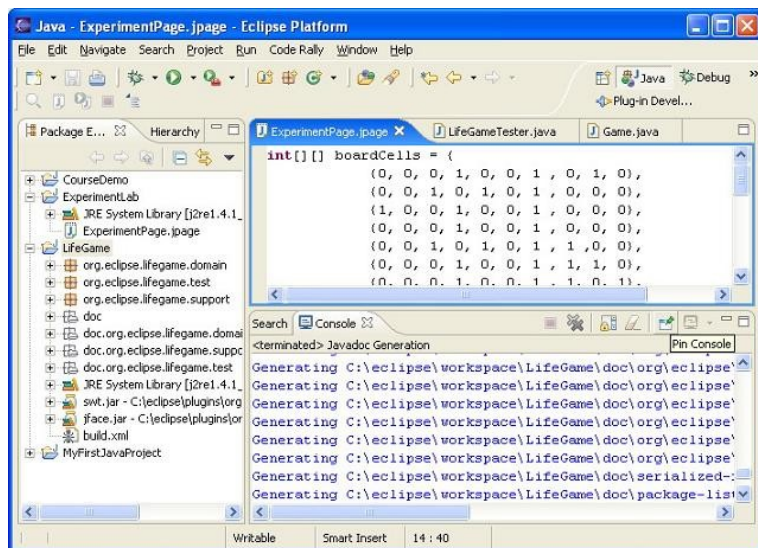 Java - ExperimentPage.jpage - Eclipse Platform
File Edit Navigate Search Project Run Code Rally Window Help
Java Debug »
Plug-in Devel...
Package E... Hierarchy
CourseDemo
ExperimentLab
JRE System Library [j2re1.4.1_
ExperimentPage.jpage
LifeGame
org.eclipse.lifegame.domain
org.eclipse.lifegame.test
org.eclipse.lifegame.support
doc
doc.org.eclipse.lifegame.domai
doc.org.eclipse.lifegame.suppc
doc.org.eclipse.lifegame.test
JRE System Library [j2re1.4.1_
swt.jar - C:\eclipse\plugins\org
jface.jar - C:\eclipse\plugins\or
build.xml
MyFirstJavaProject
ExperimentPage.jpage LifeGameTester.java Game.java
int[][] boardCells = {
{0, 0, 0, 1, 0, 0, 1 , 0, 1, 0},
{0, 0, 1, 0, 1, 0, 1 , 0, 0, 0},
{1, 0, 0, 1, 0, 0, 1 , 0, 0, 0},
{0, 0, 0, 1, 0, 0, 1 , 0, 0, 0},
{0, 0, 1, 0, 1, 0, 1 , 1 ,0, 0},
{0, 0, 0, 1, 0, 0, 1 , 1, 1, 0},
{0, 0, 0, 1, 0, 0, 1 , 1, 0, 1},
Search Console
<terminated> Javadoc Generation
Pin Console
Generating C:\eclipse\workspace\LifeGame\doc\org\eclipse\
Generating C:\eclipse\workspace\LifeGame\doc\org\eclipse\
Generating C:\eclipse\workspace\LifeGame\doc\org\eclipse\
Generating C:\eclipse\workspace\LifeGame\doc\org\eclipse\
Generating C:\eclipse\workspace\LifeGame\doc\org\eclipse\
Generating C:\eclipse\workspace\LifeGame\doc\org\eclipse\
Generating C:\eclipse\workspace\LifeGame\doc\serialized-
Generating C:\eclipse\workspace\LifeGame\doc\package-list
Writable Smart Insert 14 : 40